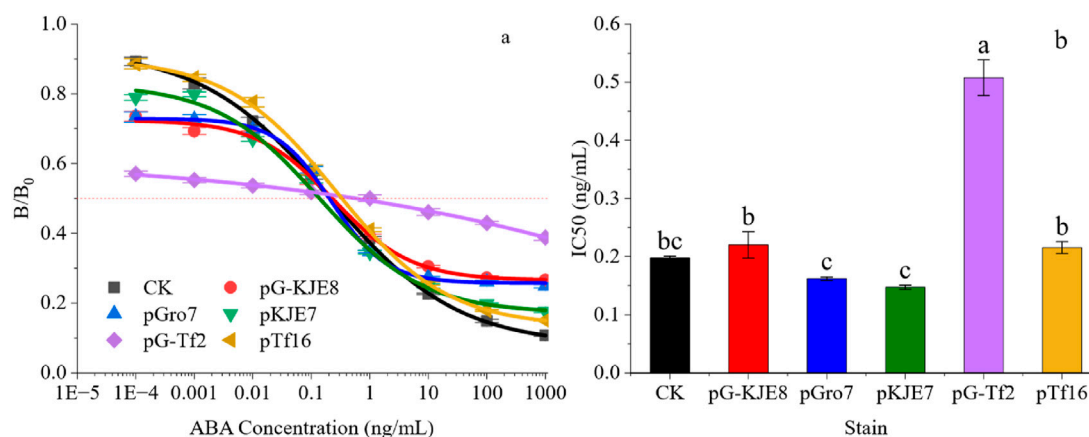 a
B/B0
1.0
0.8
0.6
0.4
0.2
0.0
CK
pG-KJE8
pGro7
pKJE7
pG-Tf2
pTf16
1E−4 0.001 0.01 0.1 1 10 100 1000
ABA Concentration (ng/mL)
b
IC50 (ng/mL)
0.6
0.5
0.4
0.3
0.2
0.1
0.0
bc b c c a b
CK pG-KJE8 pGro7 pKJE7 pG-Tf2 pTf16
Stain